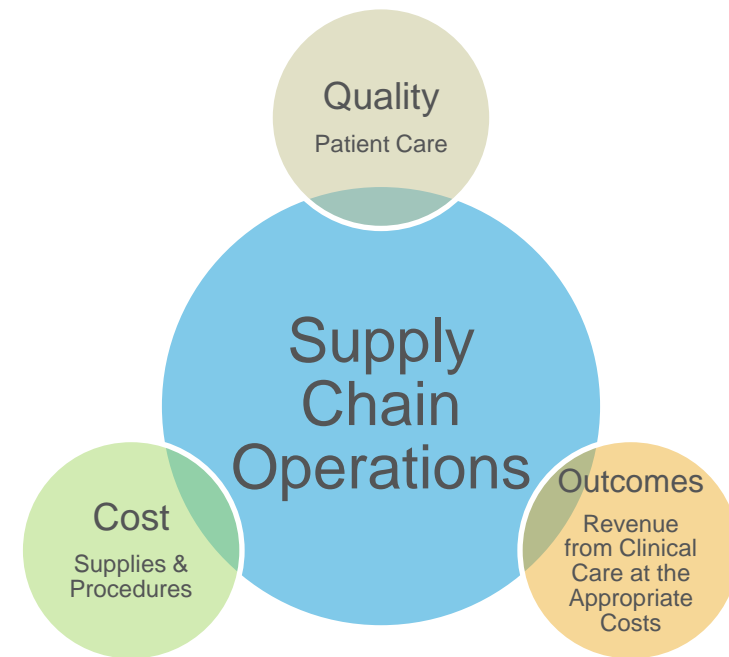 Quality
Patient Care
Supply
Chain
Operations
Cost
Supplies &
Procedures
Outcomes
Revenue
from Clinical
Care at the
Appropriate
Costs